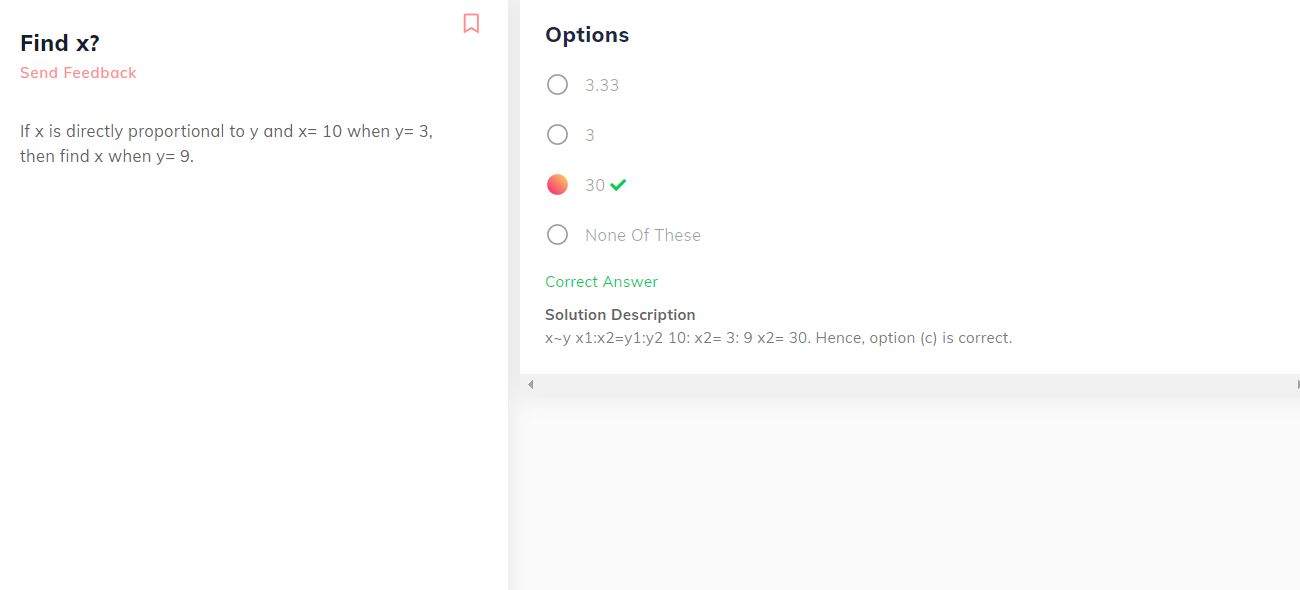 Find x?
Send Feedback
If x is directly proportional to y and x= 10 when y= 3,
then find x when y= 9.
Options
3.33
3
30
None Of These
Correct Answer
Solution Description
x~y x1:x2=y1:y2 10: x2= 3: 9 x2= 30. Hence, option (c) is correct.